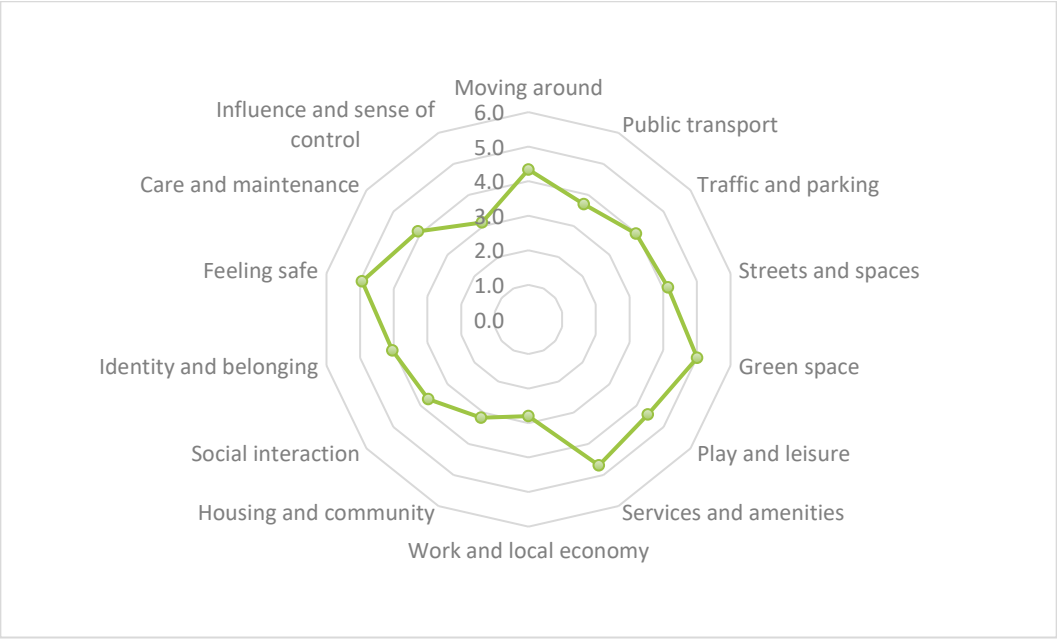 Moving around
Influence and sense of
control
6.0
Public transport
5.0
Care and maintenance
4.0
Traffic and parking
3.0
2.0
Feeling safe
Streets and spaces
1.0
0.0
Identity and belonging
Green space
Social interaction
Play and leisure
Housing and community
Services and amenities
Work and local economy